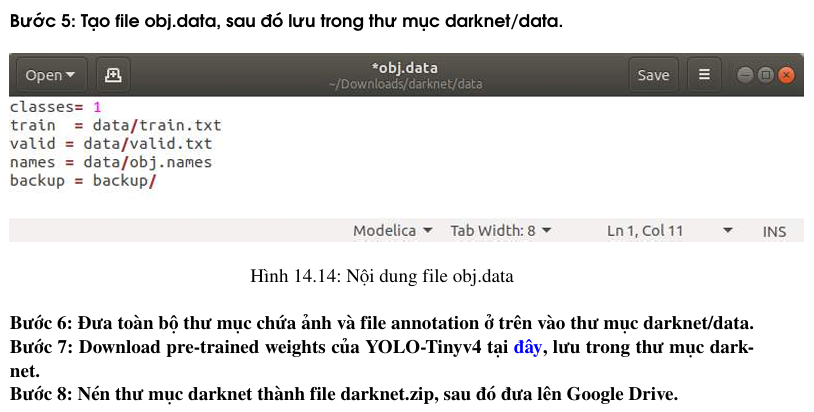 Bước 5: Tạo file obj.data, sau đó lưu trong thư mục darknet/data.
Open
*obj.data
~/Downloads/darknet/data
Save
classes= 1
train  = data/train.txt
valid = data/valid.txt
names = data/obj.names
backup = backup/
Modelica Tab Width: 8 Ln 1, Col 11 INS
Hình 14.14: Nội dung file obj.data
Bước 6: Đưa toàn bộ thư mục chứa ảnh và file annotation ở trên vào thư mục darknet/data.
Bước 7: Download pre-trained weights của YOLO-Tinyv4 tại đây, lưu trong thư mục dark-
net.
Bước 8: Nén thư mục darknet thành file darknet.zip, sau đó đưa lên Google Drive.